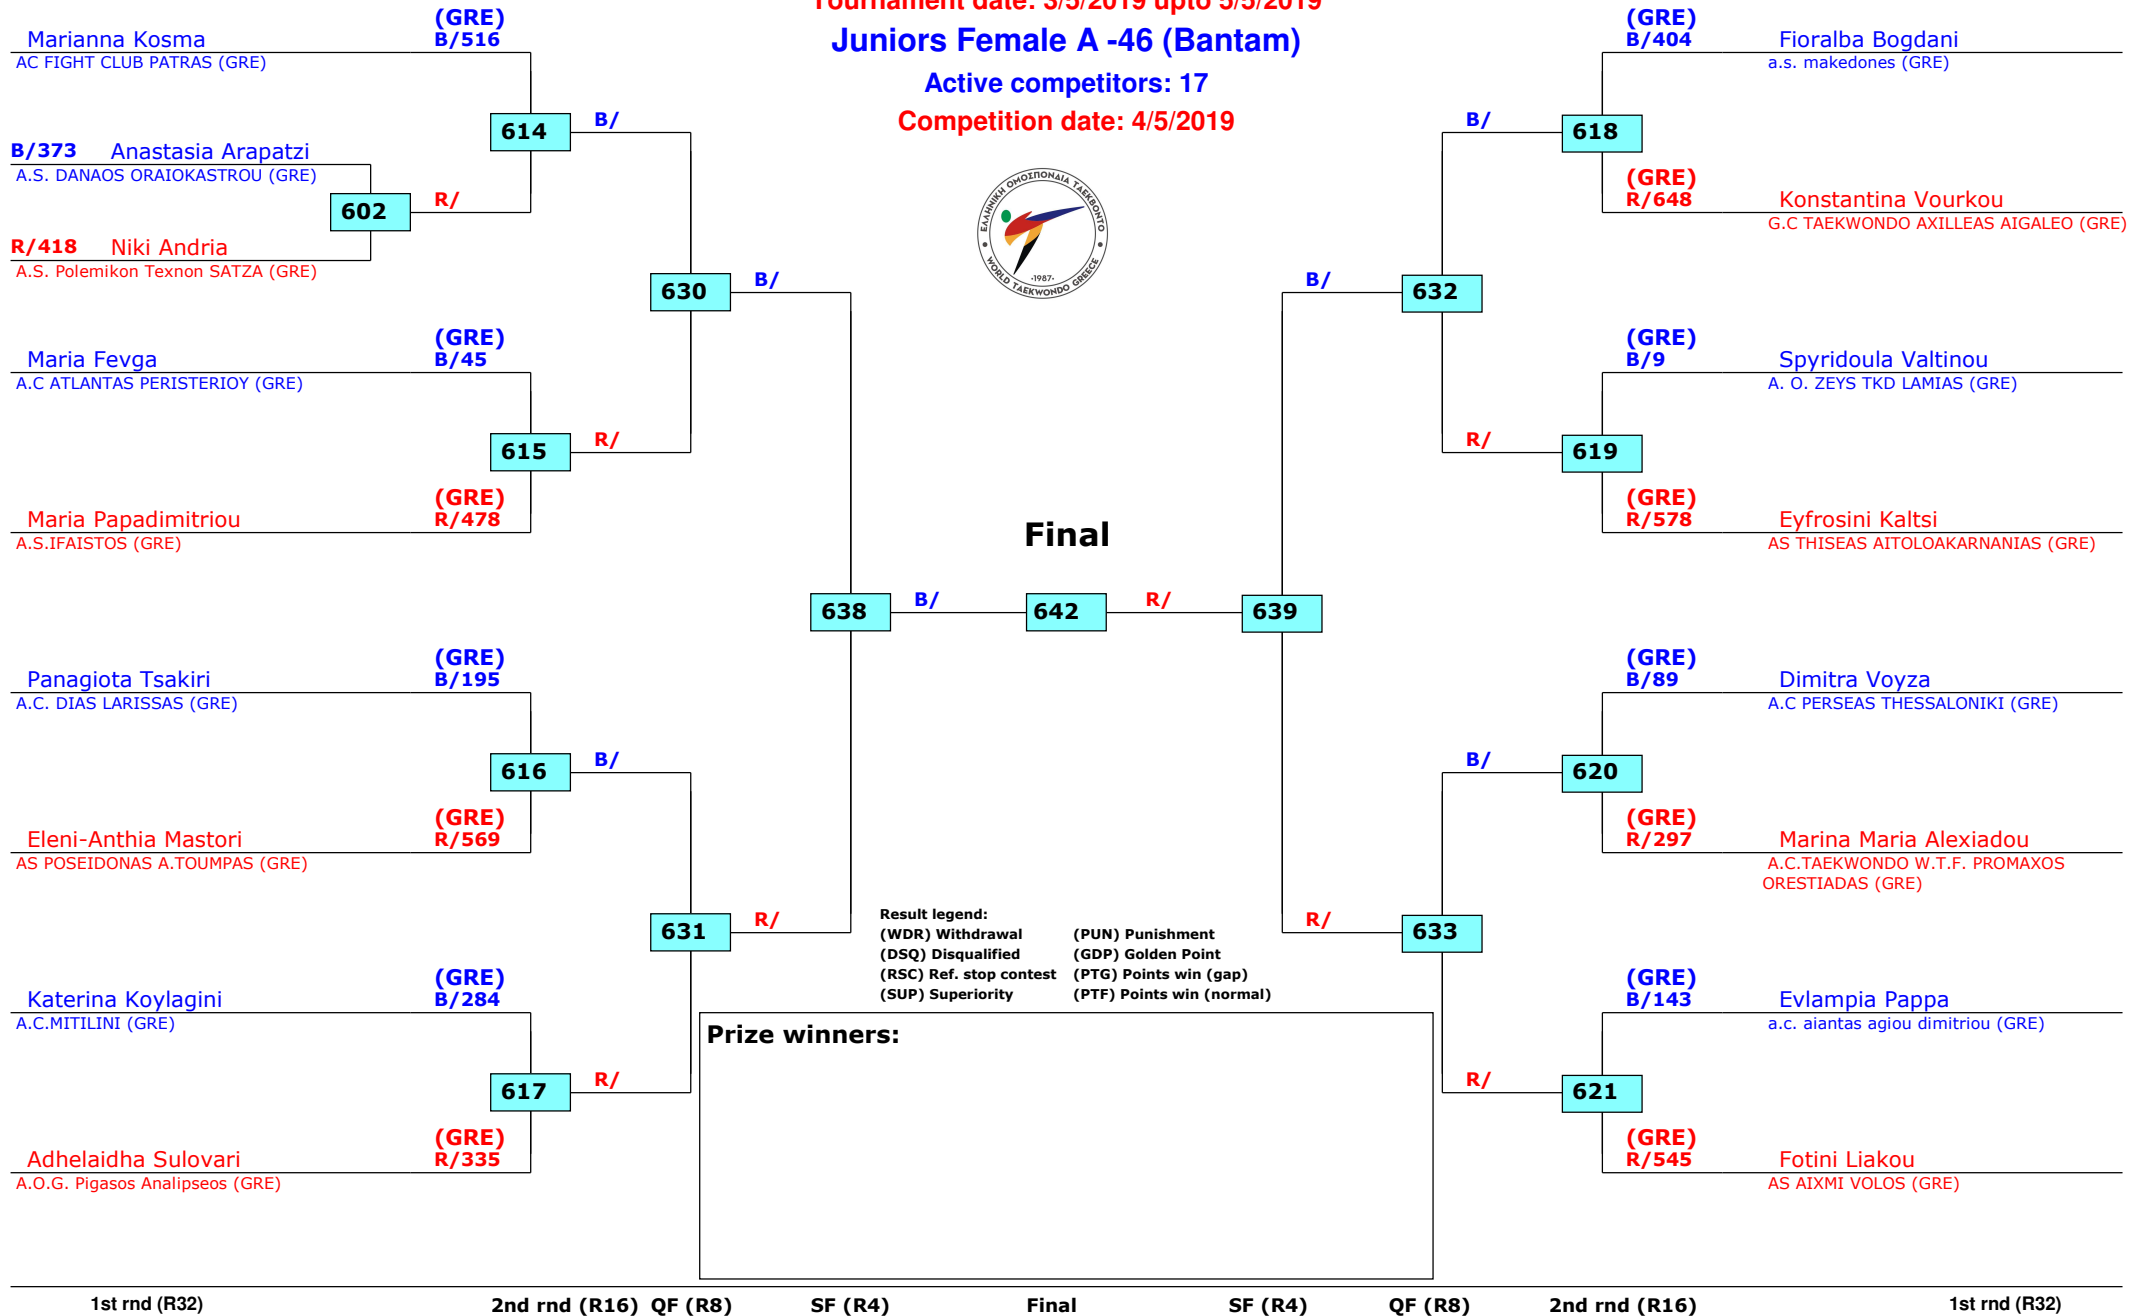 Tournament date: 3/5/2019 upto 5/5/2019
Juniors Female A -46 (Bantam)
Active competitors: 17
Competition date: 4/5/2019
ΕΛΛΗΝΙΚΗ ΟΜΟΣΠΟΝΔΙΑ ΤΑΕΚΒΟΝΤΟ
·1987·
WORLD TAEKWONDO GREECE
(GRE)
Marianna Kosma B/516
AC FIGHT CLUB PATRAS (GRE)
614 B/
B/373 Anastasia Arapatzi
A.S. DANAOS ORAIOKASTROU (GRE)
602 R/
R/418 Niki Andria
A.S. Polemikon Texnon SATZA (GRE)
630 B/
(GRE)
Maria Fevga B/45
A.C ATLANTAS PERISTERIOY (GRE)
615 R/
(GRE)
Maria Papadimitriou R/478
A.S.IFAISTOS (GRE)
638 B/
(GRE)
Panagiota Tsakiri B/195
A.C. DIAS LARISSAS (GRE)
616 B/
(GRE)
Eleni-Anthia Mastori R/569
AS POSEIDONAS A.TOUMPAS (GRE)
631 R/
(GRE)
Katerina Koylagini B/284
A.C.MITILINI (GRE)
617 R/
(GRE)
Adhelaidha Sulovari R/335
A.O.G. Pigasos Analipseos (GRE)
Final
642
(GRE)
B/404 Fioralba Bogdani
a.s. makedones (GRE)
B/ 618
(GRE)
R/648 Konstantina Vourkou
G.C TAEKWONDO AXILLEAS AIGALEO (GRE)
B/ 632
(GRE)
B/9 Spyridoula Valtinou
A. O. ZEYS TKD LAMIAS (GRE)
R/ 619
(GRE)
R/578 Eyfrosini Kaltsi
AS THISEAS AITOLOAKARNANIAS (GRE)
R/ 639
(GRE)
B/89 Dimitra Voyza
A.C PERSEAS THESSALONIKI (GRE)
B/ 620
(GRE)
R/297 Marina Maria Alexiadou
A.C.TAEKWONDO W.T.F. PROMAXOS
ORESTIADAS (GRE)
R/ 633
(GRE)
B/143 Evlampia Pappa
a.c. aiantas agiou dimitriou (GRE)
R/ 621
(GRE)
R/545 Fotini Liakou
AS AIXMI VOLOS (GRE)
Result legend:
(WDR) Withdrawal (PUN) Punishment
(DSQ) Disqualified (GDP) Golden Point
(RSC) Ref. stop contest (PTG) Points win (gap)
(SUP) Superiority (PTF) Points win (normal)
Prize winners:
1st rnd (R32) 2nd rnd (R16) QF (R8) SF (R4) Final SF (R4) QF (R8) 2nd rnd (R16) 1st rnd (R32)